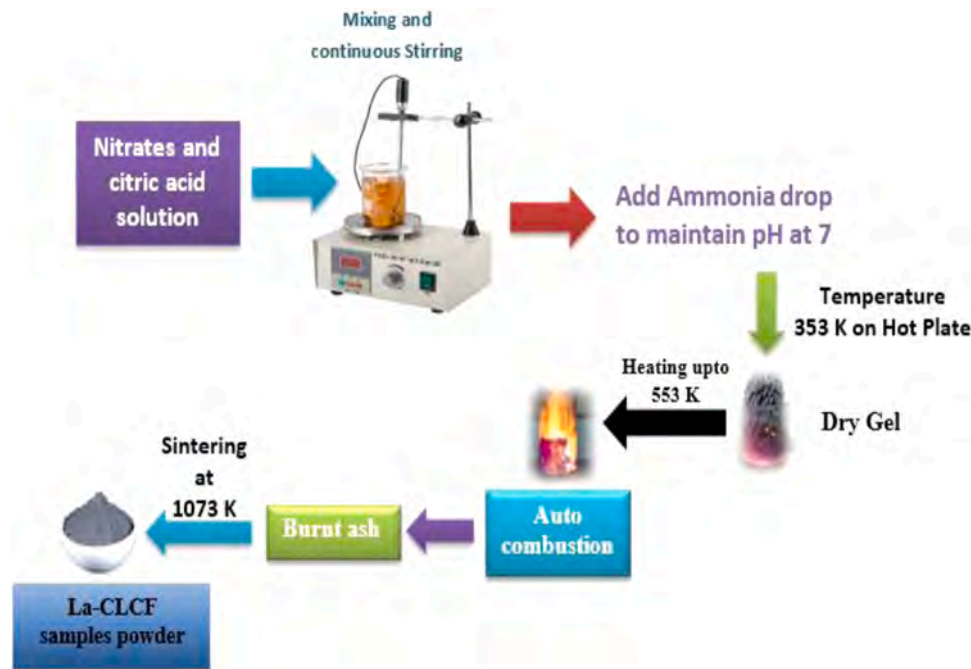 Mixing and
continuous Stirring
Nitrates and
citric acid
solution
Add Ammonia drop
to maintain pH at 7
Temperature
353 K on Hot Plate
Heating upto
553 K
Dry Gel
Sintering
at
1073 K
Burnt ash
Auto
combustion
La-CLCF
samples powder